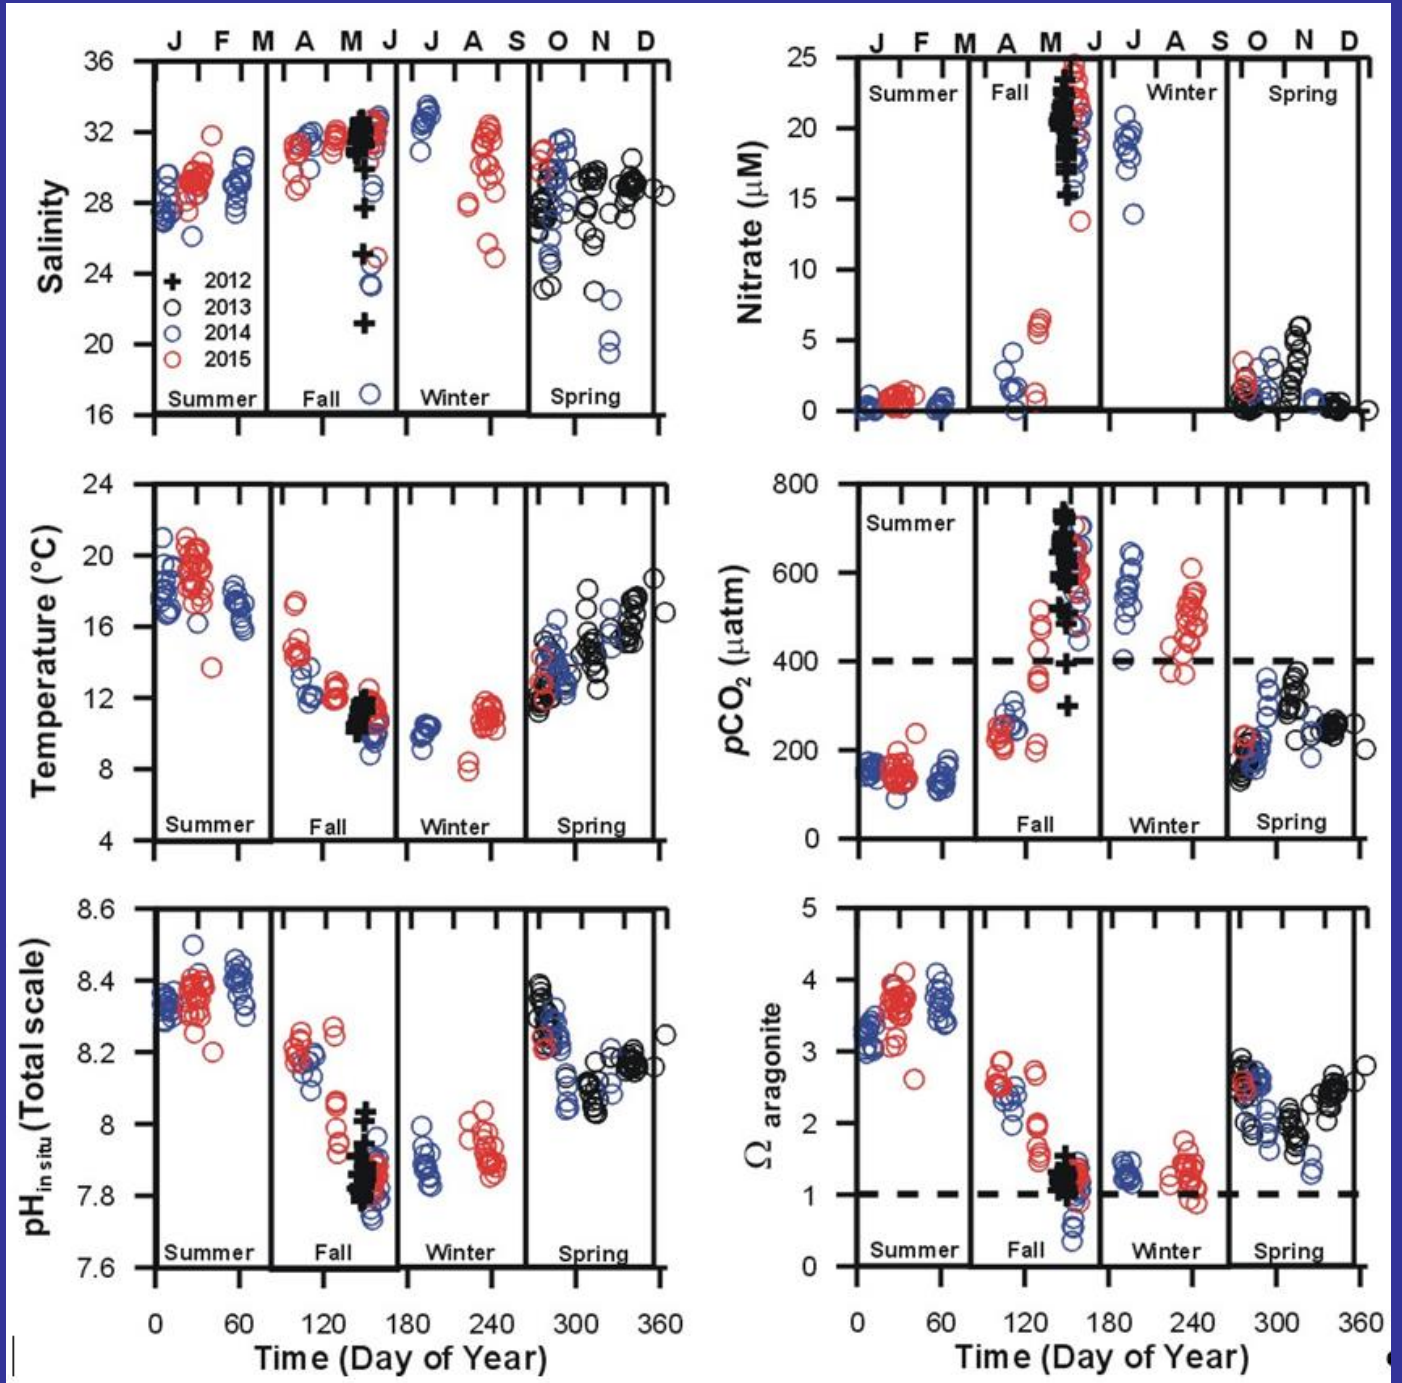 J F M A M J J A S O N D
36
32
28
24
20
16
Salinity
2012
2013
2014
2015
Summer Fall Winter Spring
J F M A M J J A S O N D
25
20
15
10
5
0
Nitrate (µM)
Summer Fall Winter Spring
24
20
16
12
8
4
Temperature (°C)
Summer Fall Winter Spring
800
600
400
200
0
pCO2 (µatm)
Summer
Fall Winter Spring
8.6
8.4
8.2
8
7.8
7.6
pHin situ (Total scale)
Summer Fall Winter Spring
0 60 120 180 240 300 360
Time (Day of Year)
5
4
3
2
1
0
Ω aragonite
Summer Fall Winter Spring
0 60 120 180 240 300 360
Time (Day of Year)